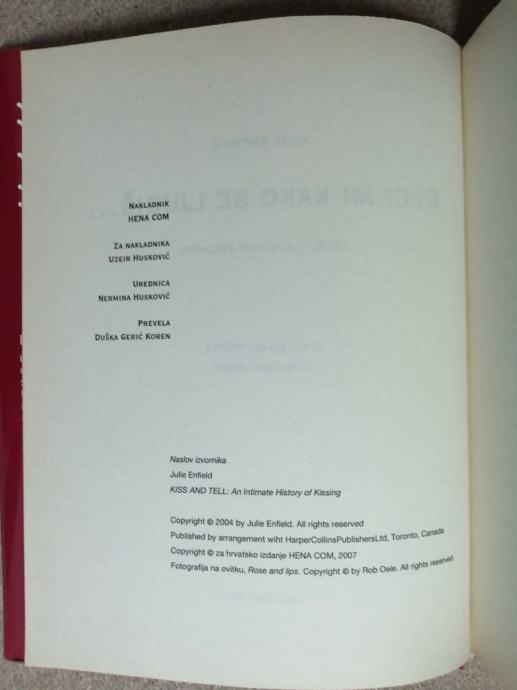 NAKLADNIK
HENA COM
ZA NAKLADNIKA
UZEIR HUSKOVIĆ
UREDNICA
NERMINA HUSKOVIĆ
PREVELA
DUŠKA GERIĆ KOREN
Naslov izvornika
Julie Enfield
KISS AND TELL: An Intimate History of Kissing
Copyright © 2004 by Julie Enfield. All rights reserved
Published by arrangement wiht HarperCollinsPublishersLtd, Toronto, Canada
Copyright © za hrvatsko izdanje HENA COM, 2007
Fotografija na ovitku, Rose and lips. Copyright © by Rob Oele. All rights reserved